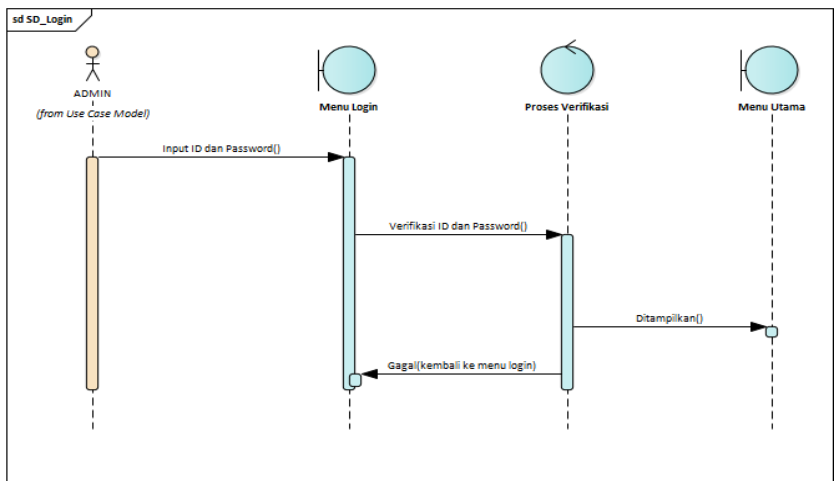 sd SD_Login
ADMIN
(from Use Case Model)
Menu Login
Proses Verifikasi
Menu Utama
Input ID dan Password()
Verifikasi ID dan Password()
Ditampilkan()
Gagal(kembali ke menu login)